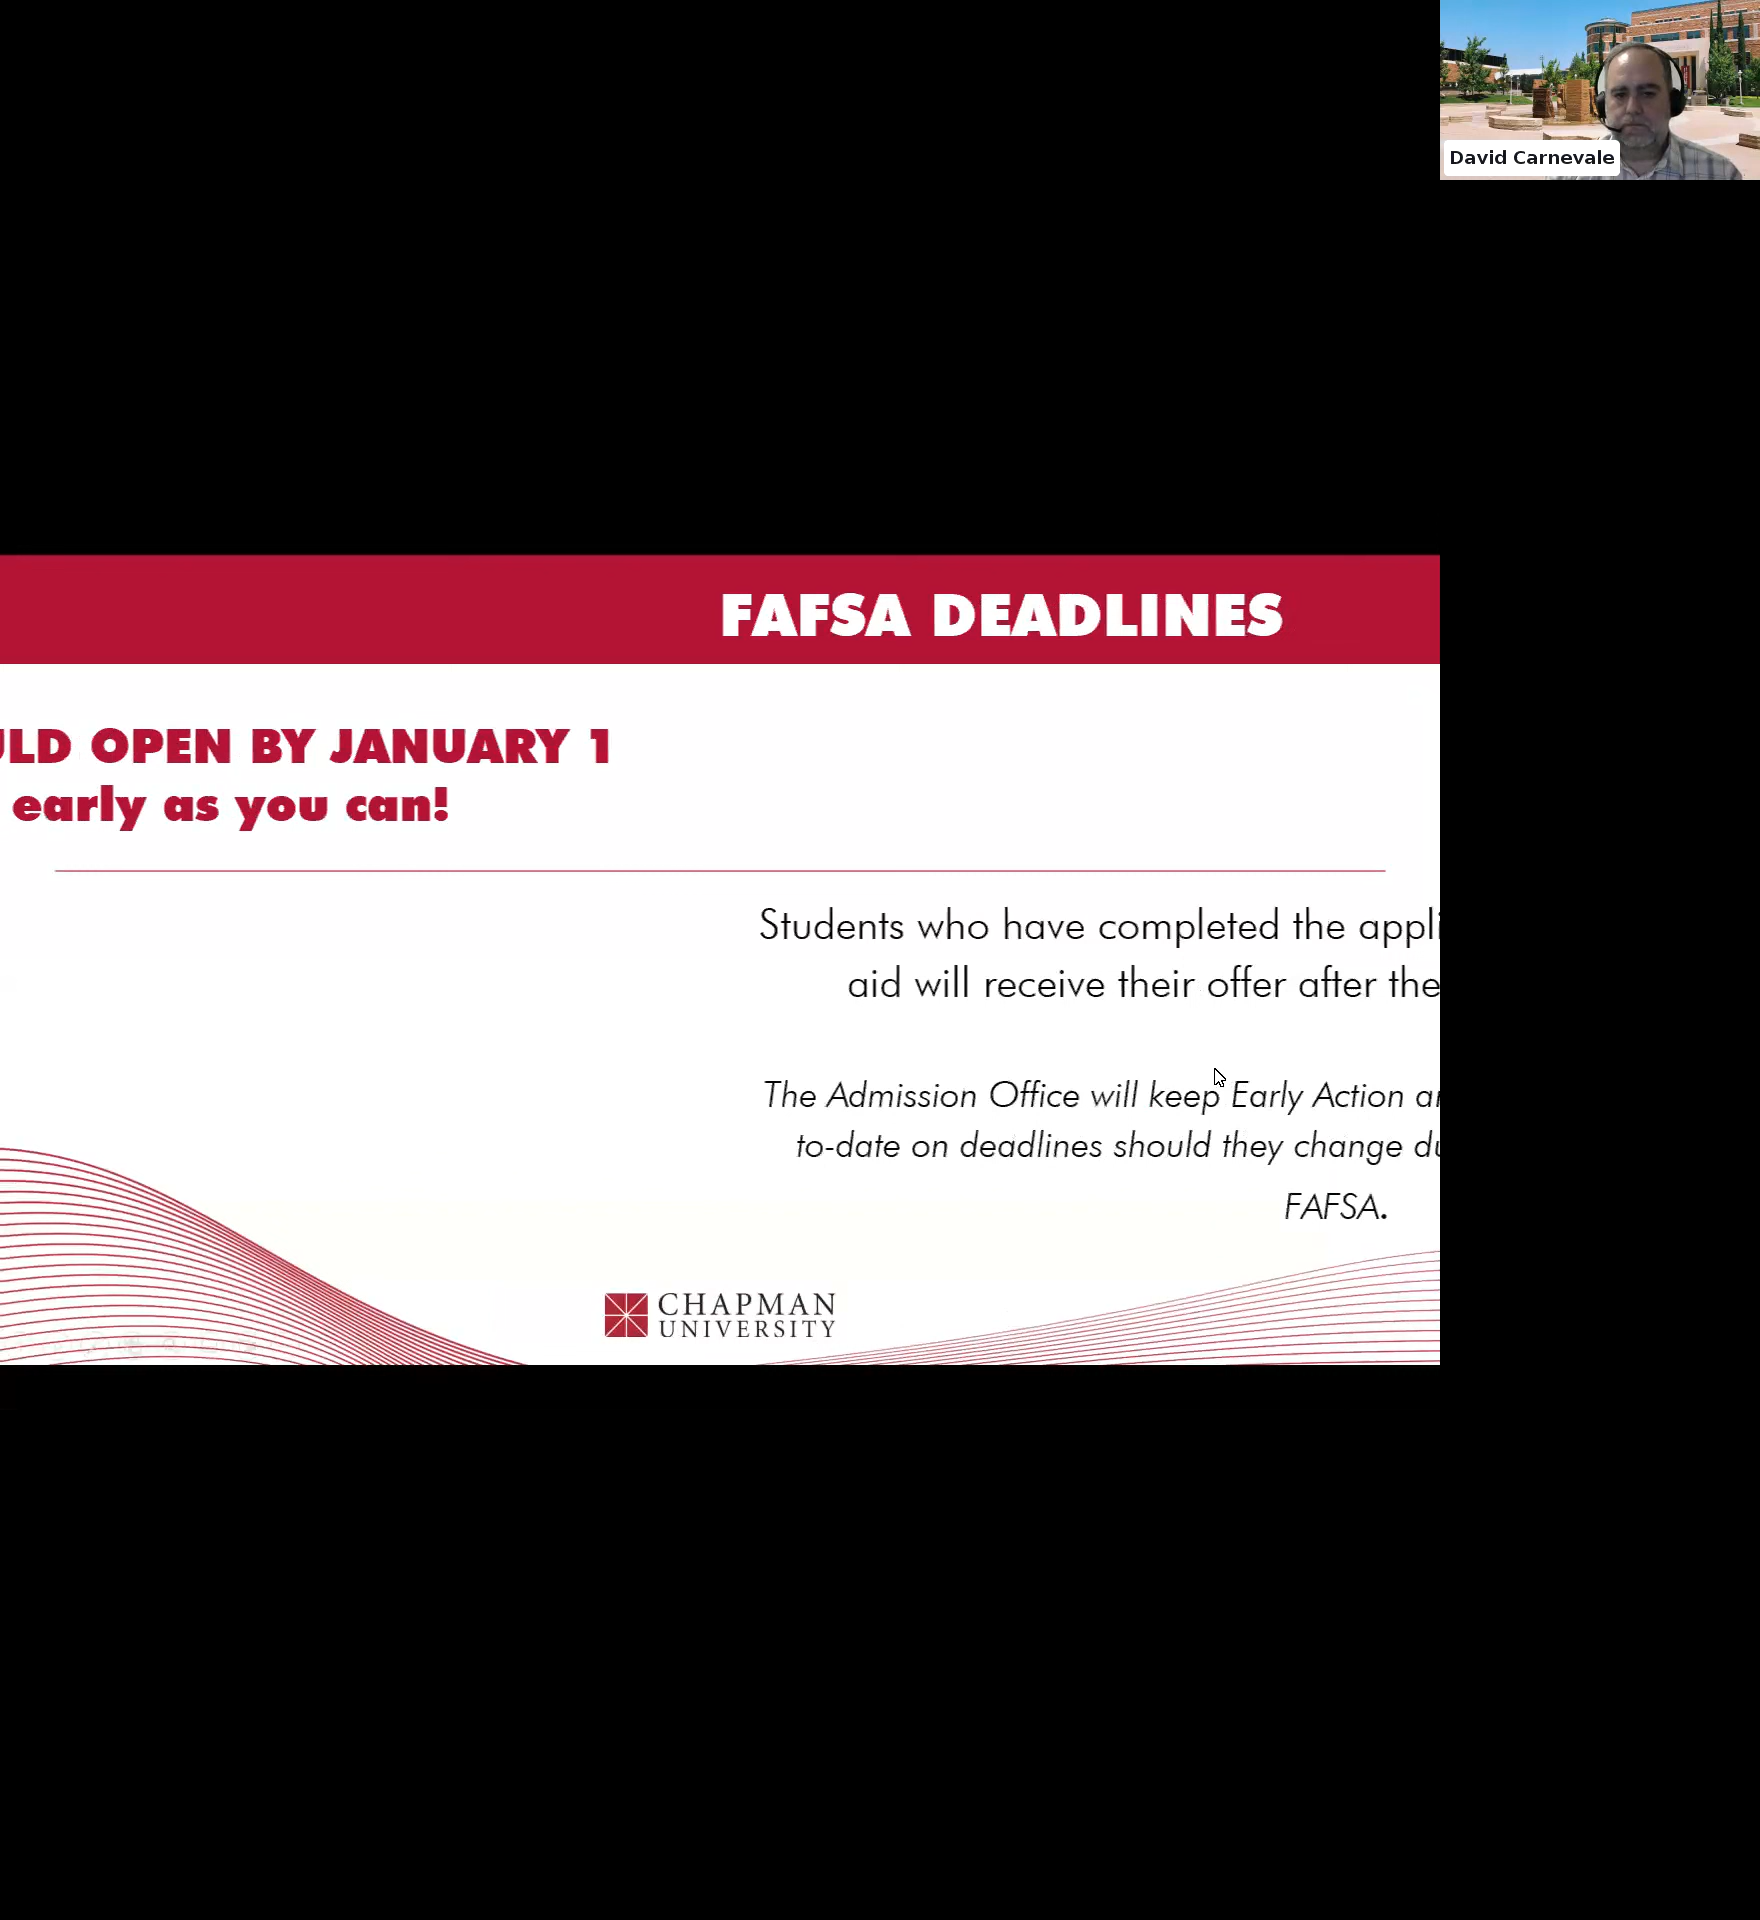 David Carnevale
FAFSA DEADLINES
OPEN BY JANUARY 1
early as you can!
Students who have completed the
aid will receive their offer after the
The Admission Office will keep Early Action
to-date on deadlines should they change
FAFSA.
CHAPMAN
UNIVERSITY